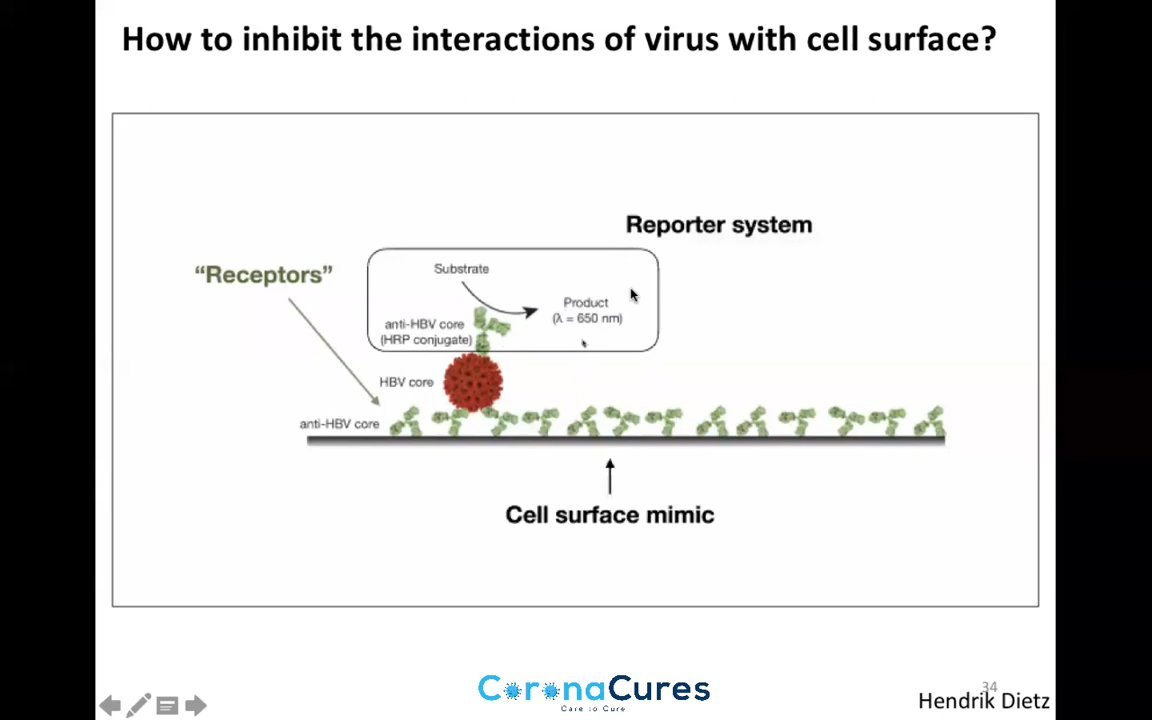 How to inhibit the interactions of virus with cell surface?
Reporter system
“Receptors”
Substrate
Product
(λ = 650 nm)
anti-HBV core
(HRP conjugate)
HBV core
anti-HBV core
Cell surface mimic
CoronaCures
Care to Cure
34
Hendrik Dietz